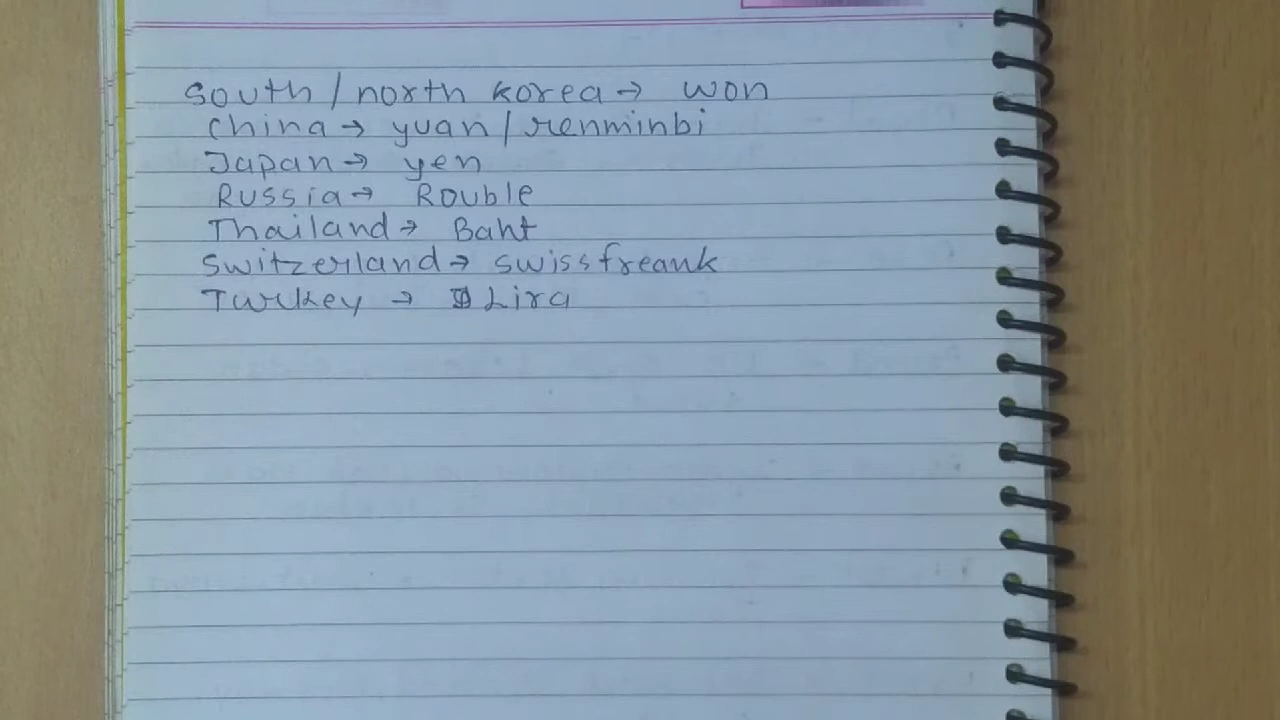 South/north korea → won
China → yuan/renminbi
Japan → yen
Russia → Rouble
Thailand → Baht
Switzerland → swissfreank
Turkey → Lira